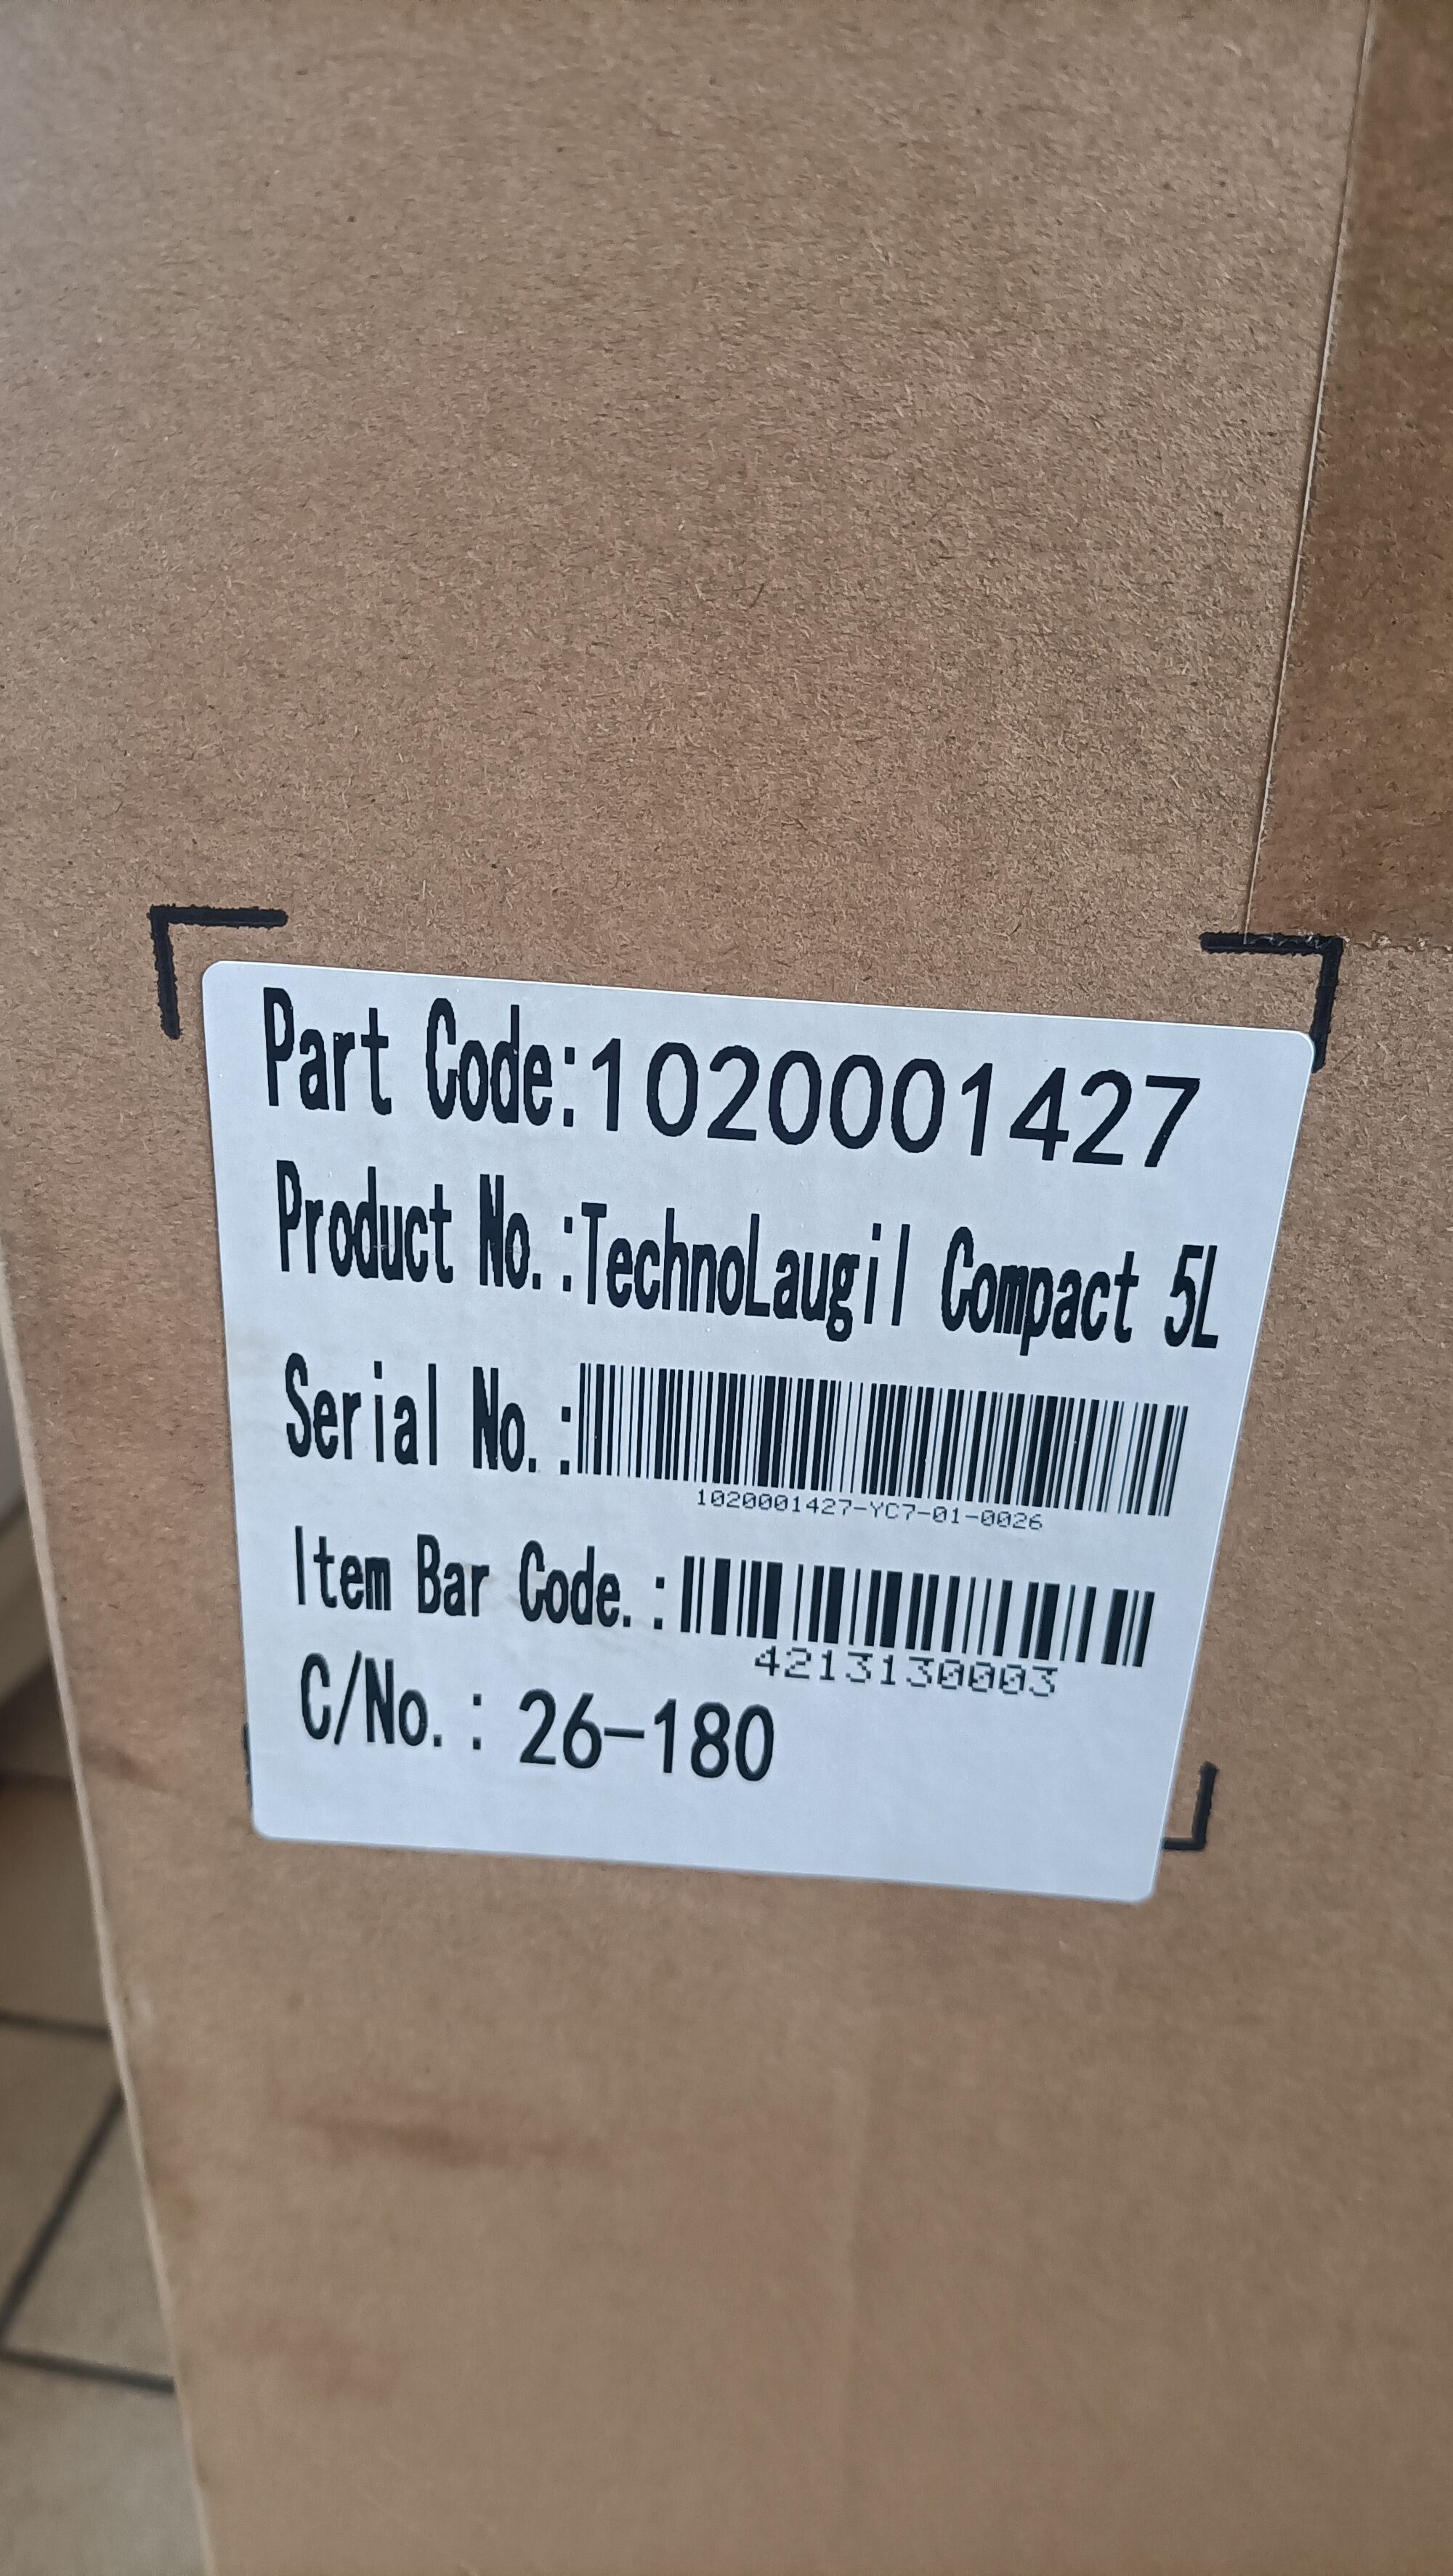 Part Code:1020001427
Product No.:TechnoLaugil Compact 5L
Serial No.:
1020001427-YC7-01-0026
Item Bar Code.:
4213130003
C/No.: 26-180